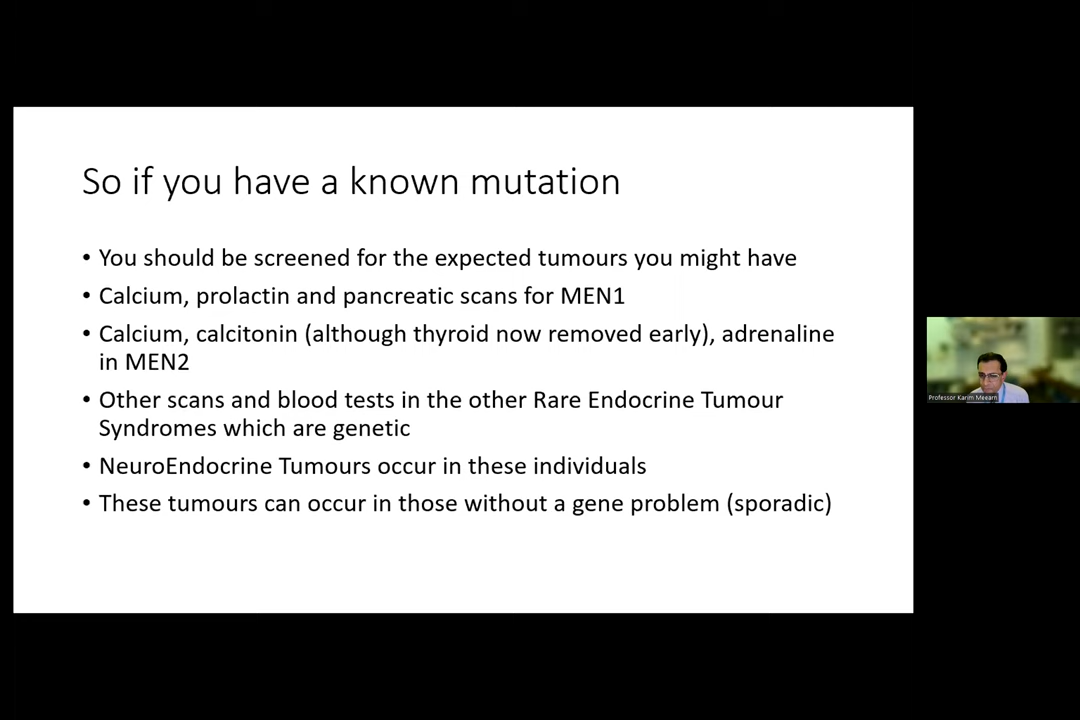 So if you have a known mutation
• You should be screened for the expected tumours you might have
• Calcium, prolactin and pancreatic scans for MEN1
• Calcium, calcitonin (although thyroid now removed early), adrenaline
in MEN2
• Other scans and blood tests in the other Rare Endocrine Tumour
Syndromes which are genetic
• NeuroEndocrine Tumours occur in these individuals
• These tumours can occur in those without a gene problem (sporadic)
Professor Karim Meearn